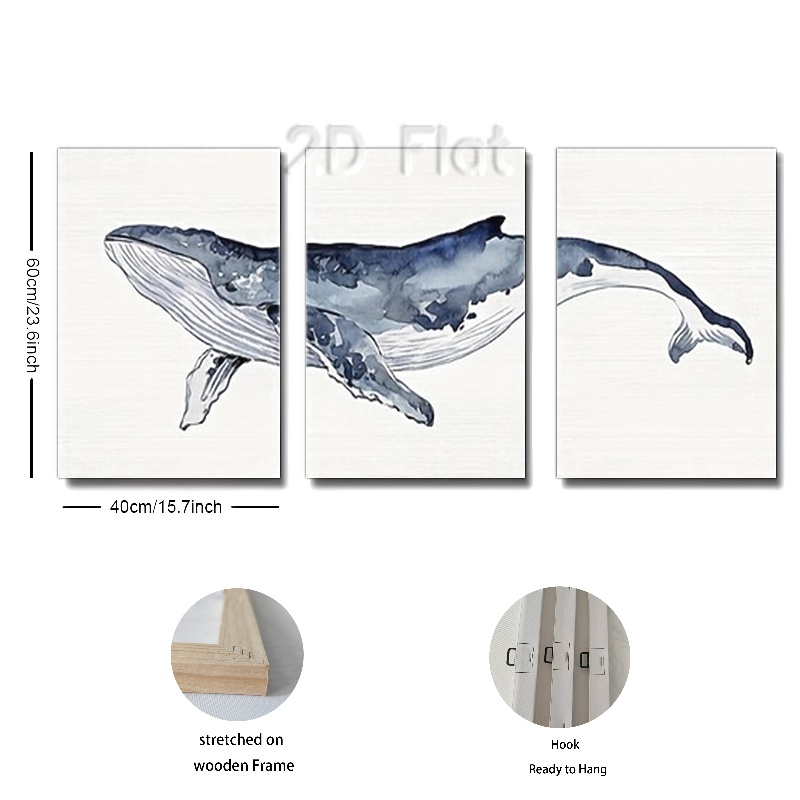 2D Flat
60cm/23.6inch
40cm/15.7inch
stretched on
wooden Frame
Hook
Ready to Hang